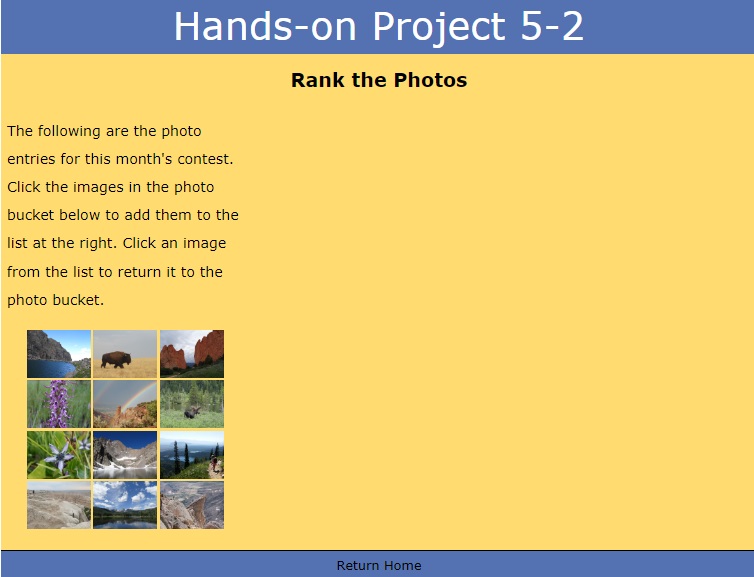 Hands-on Project 5-2
Rank the Photos
The following are the photo
entries for this month's contest.
Click the images in the photo
bucket below to add them to the
list at the right. Click an image
from the list to return it to the
photo bucket.
Return Home